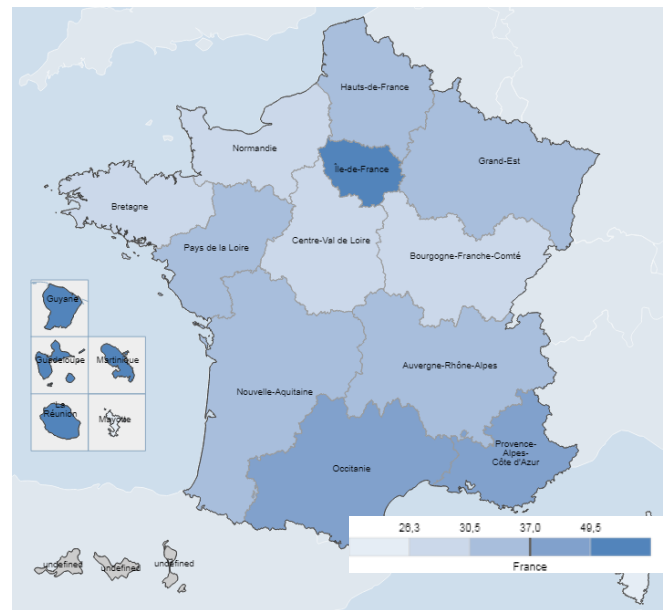 Hauts-de-France
Normandie
Île-de-France
Grand-Est
Bretagne
Pays de la Loire
Centre-Val de Loire
Bourgogne-Franche-Comté
Guyane
Guadeloupe
Martinique
La
Réunion
Mayotte
Auvergne-Rhône-Alpes
Nouvelle-Aquitaine
Provence-
Alpes-
Côte d'Azur
Occitanie
26,3 30,5 37,0 49,5
France
undefined
undefined
undefined